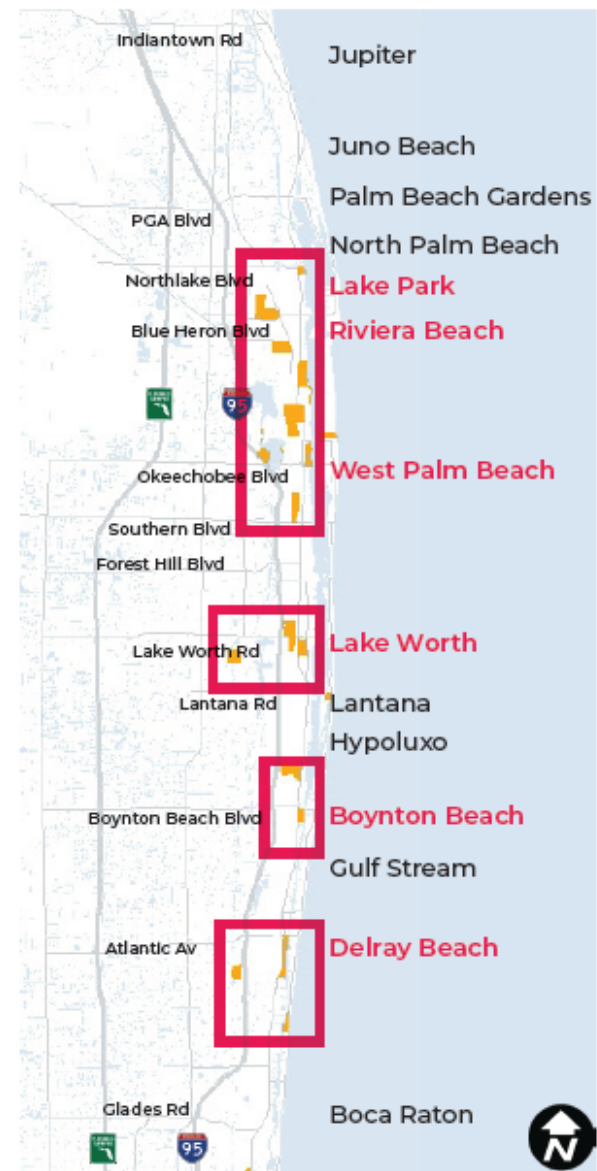 Indiantown Rd
Jupiter
Juno Beach
Palm Beach Gardens
PGA Blvd
North Palm Beach
Northlake Blvd
Lake Park
Blue Heron Blvd
Riviera Beach
95
Okeechobee Blvd
West Palm Beach
Southern Blvd
Forest Hill Blvd
Lake Worth Rd
Lake Worth
Lantana Rd
Lantana
Hypoluxo
Boynton Beach Blvd
Boynton Beach
Gulf Stream
Atlantic Av
Delray Beach
Glades Rd
Boca Raton
95
N